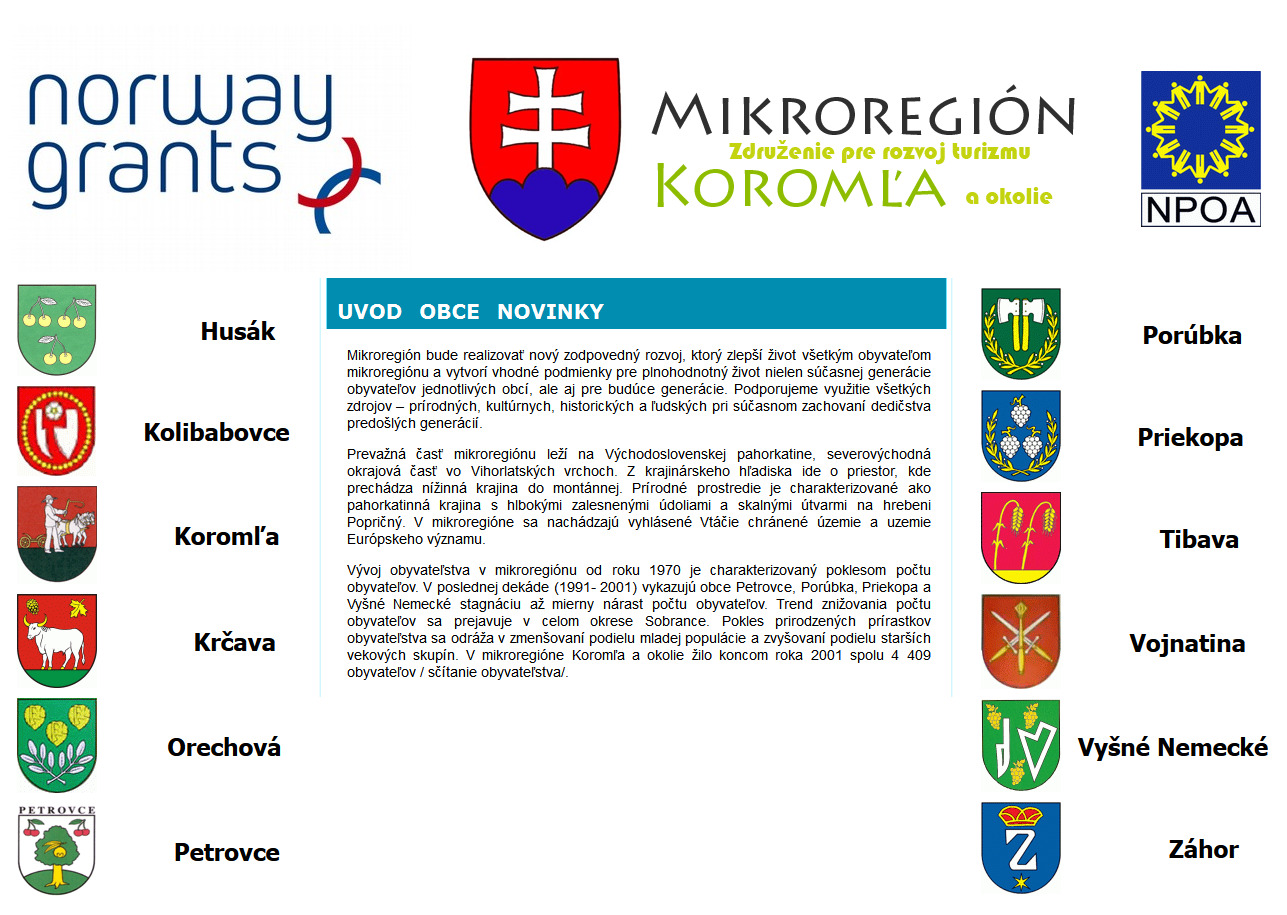 norway
grants
MIKROREGIÓN
Združenie pre rozvoj turizmu
KOROMĽA a okolie
NPOA
UVOD OBCE NOVINKY
Husák
Kolibabovce
Koromľa
Krčava
Orechová
PETROVCE
Petrovce
Mikroregión bude realizovať nový zodpovedný rozvoj, ktorý zlepší život všetkým obyvateľom
mikroregiónu a vytvorí vhodné podmienky pre plnohodnotný život nielen súčasnej generácie
obyvateľov jednotlivých obcí, ale aj pre budúce generácie. Podporujeme využitie všetkých
zdrojov – prírodných, kultúrnych, historických a ľudských pri súčasnom zachovaní dedičstva
predošlých generácií.
Prevažná časť mikroregiónu leží na Východoslovenskej pahorkatine, severovýchodná
okrajová časť vo Vihorlatských vrchoch. Z krajinárskeho hľadiska ide o priestor, kde
prechádza nížinná krajina do montánnej. Prírodné prostredie je charakterizované ako
pahorkatinná krajina s hlbokými zalesnenými údoliami a skalnými útvarmi na hrebeni
Popričný. V mikroregióne sa nachádzajú vyhlásené Vtáčie chránené územie a uzemie
Európskeho významu.
Vývoj obyvateľstva v mikroregiónu od roku 1970 je charakterizovaný poklesom počtu
obyvateľov. V poslednej dekáde (1991- 2001) vykazujú obce Petrovce, Porúbka, Priekopa a
Vyšné Nemecké stagnáciu až mierny nárast počtu obyvateľov. Trend znižovania počtu
obyvateľov sa prejavuje v celom okrese Sobrance. Pokles prirodzených prírastkov
obyvateľstva sa odráža v zmenšovaní podielu mladej populácie a zvyšovaní podielu starších
vekových skupín. V mikroregióne Koromľa a okolie žilo koncom roka 2001 spolu 4 409
obyvateľov / sčítanie obyvateľstva/.
Porúbka
Priekopa
Tibava
Vojnatina
Vyšné Nemecké
Z
Záhor